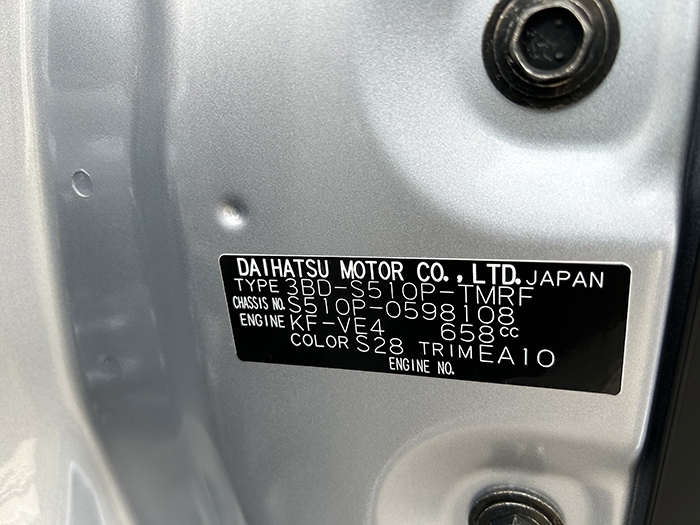 DAIHATSU MOTOR CO., LTD. JAPAN
TYPE 3BD-S510P-TMRF
CHASSIS NO. S510P-0598108
ENGINE KF-VE4 658cc
COLOR S28 TRIM EA10
ENGINE NO.